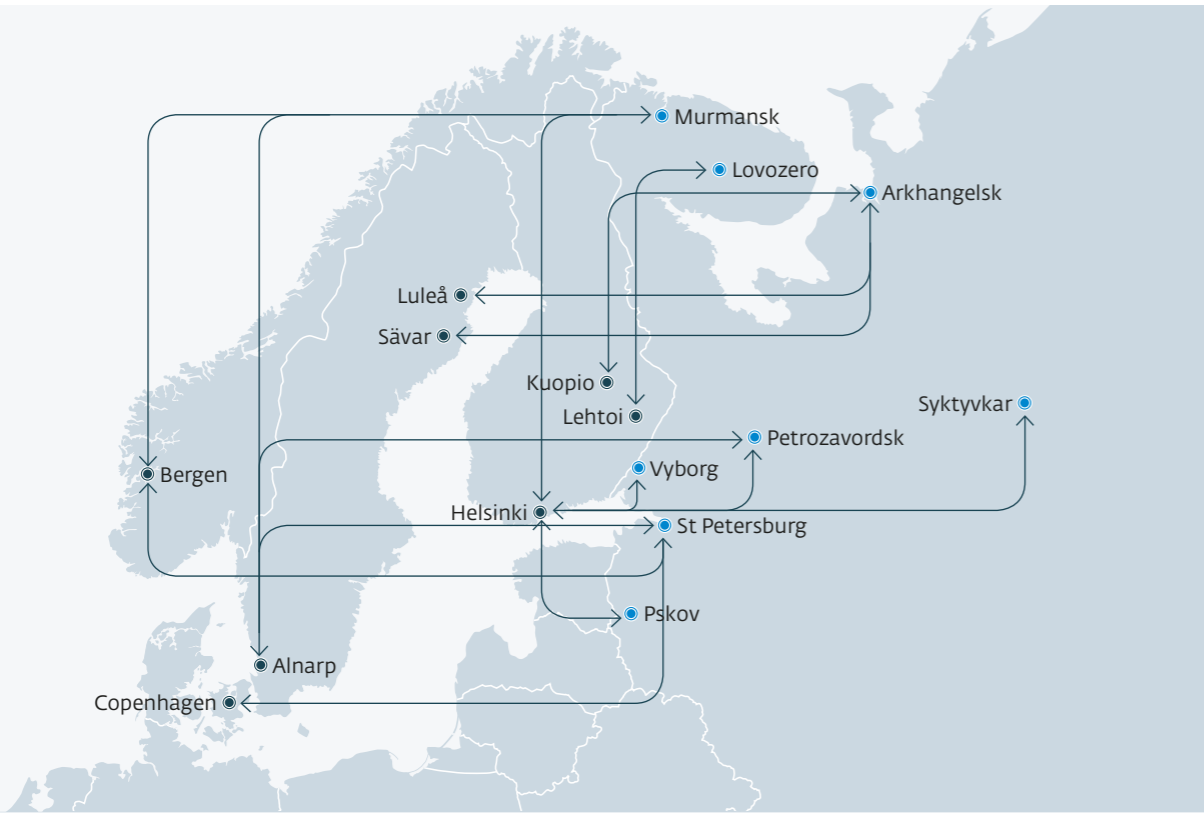 Murmansk
Lovozero
Arkhangelsk
Luleå
Sävar
Kuopio
Lehtoi
Syktyvkar
Petrozavordsk
Vyborg
Bergen
Helsinki
St Petersburg
Pskov
Alnarp
Copenhagen